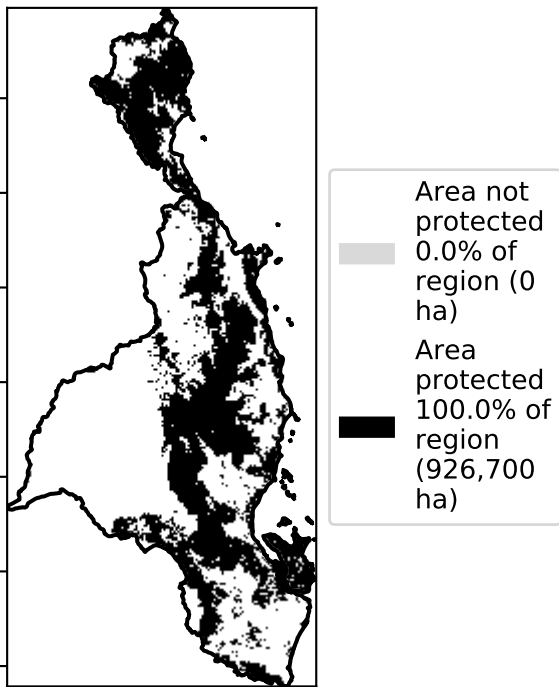 Area not
protected
0.0% of
region (0
ha)
Area
protected
100.0% of
region
(926,700
ha)